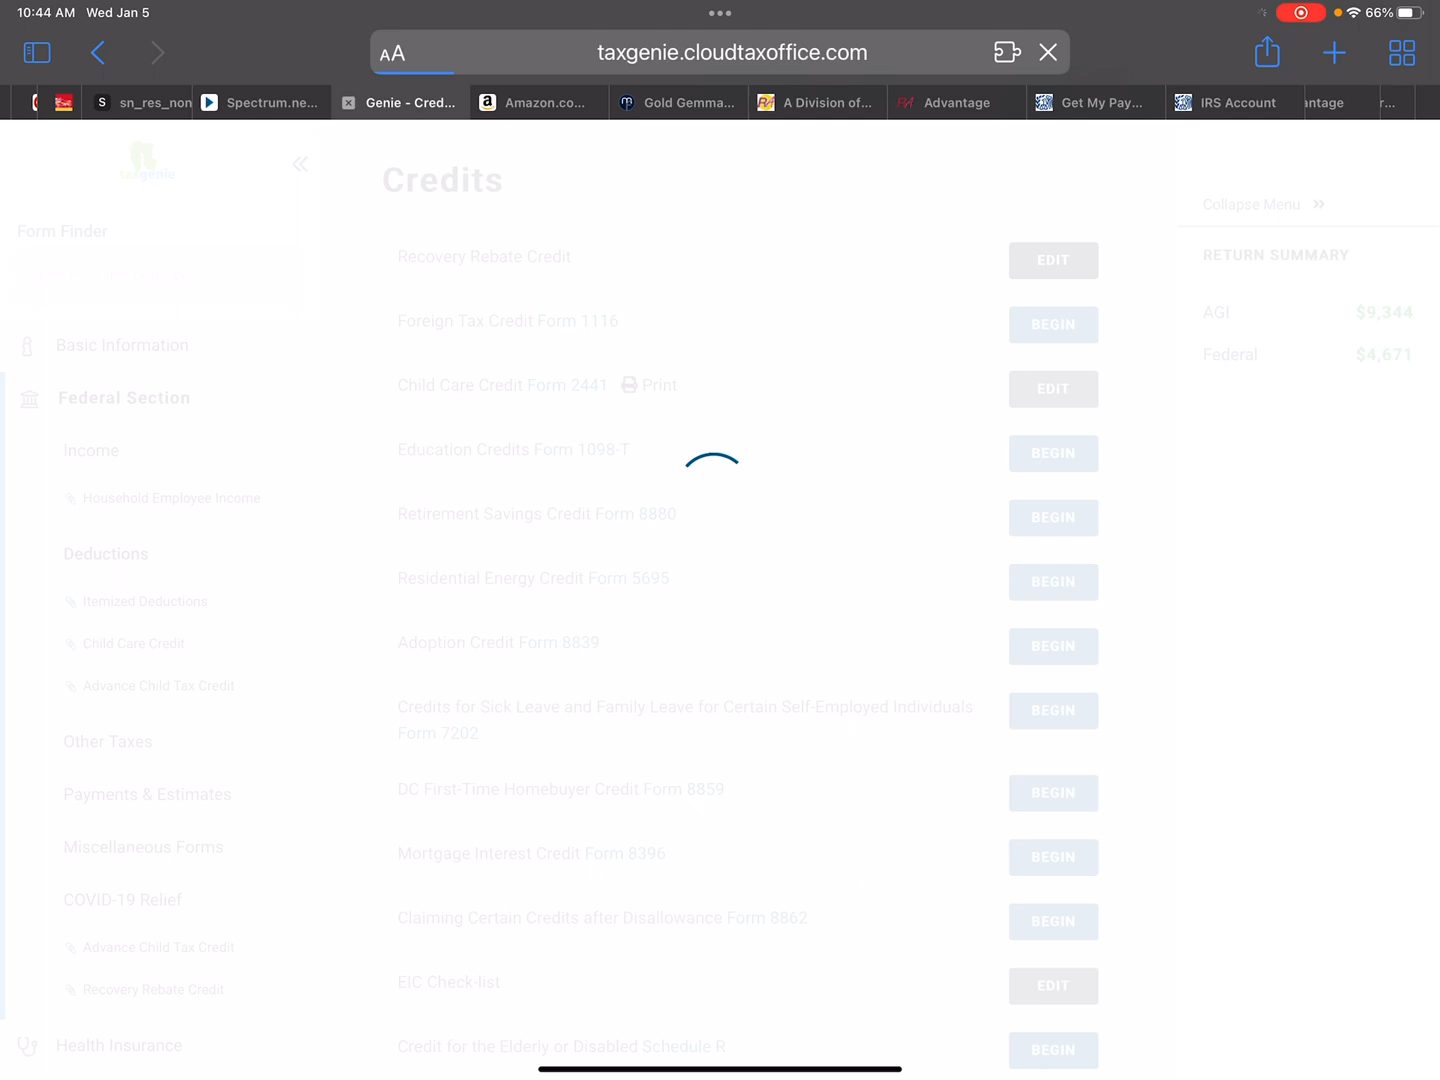 10:44 AM Wed Jan 5
66%
AA taxgenie.cloudtaxoffice.com
S sn_res_non
Spectrum.ne...
Genie - Cred...
a Amazon.co...
m Gold Gemma...
A Division of...
Advantage
Get My Pay...
IRS Account
antage
r...
taxgenie
Form Finder
Basic Information
Federal Section
Income
Household Employee Income
Deductions
Itemized Deductions
Child Care Credit
Advance Child Tax Credit
Other Taxes
Payments & Estimates
Miscellaneous Forms
COVID-19 Relief
Advance Child Tax Credit
Recovery Rebate Credit
Health Insurance
Credits
Recovery Rebate Credit EDIT
Foreign Tax Credit Form 1116 BEGIN
Child Care Credit Form 2441 Print EDIT
Education Credits Form 1098-T BEGIN
Retirement Savings Credit Form 8880 BEGIN
Residential Energy Credit Form 5695 BEGIN
Adoption Credit Form 8839 BEGIN
Credits for Sick Leave and Family Leave for Certain Self-Employed Individuals BEGIN
Form 7202
DC First-Time Homebuyer Credit Form 8859 BEGIN
Mortgage Interest Credit Form 8396 BEGIN
Claiming Certain Credits after Disallowance Form 8862 BEGIN
EIC Check-list EDIT
Credit for the Elderly or Disabled Schedule R BEGIN
Collapse Menu
RETURN SUMMARY
AGI $9,344
Federal $4,671